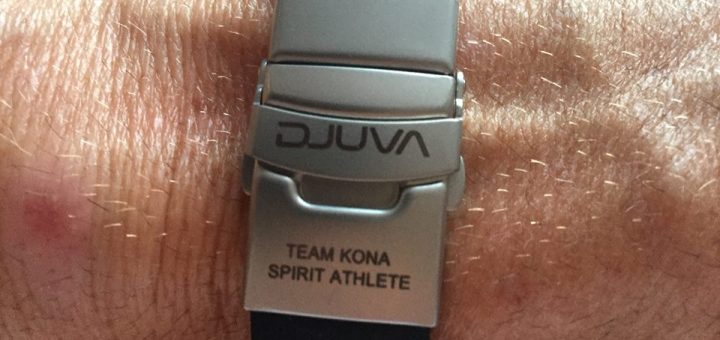 DJUVA
TEAM KONA
SPIRIT ATHLETE